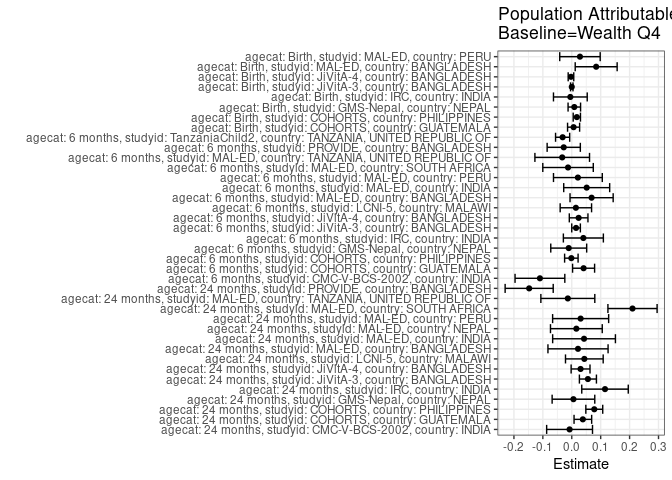 Population Attributable
Baseline=Wealth Q4
agecat: Birth, studyid: MAL-ED, country: PERU
agecat: Birth, studyid: MAL-ED, country: BANGLADESH
agecat: Birth, studyid: JiVitA-4, country: BANGLADESH
agecat: Birth, studyid: JiVitA-3, country: BANGLADESH
agecat: Birth, studyid: IRC, country: INDIA
agecat: Birth, studyid: GMS-Nepal, country: NEPAL
agecat: Birth, studyid: COHORTS, country: PHILIPPINES
agecat: Birth, studyid: COHORTS, country: GUATEMALA
agecat: 6 months, studyid: TanzaniaChild2, country: TANZANIA, UNITED REPUBLIC OF
agecat: 6 months, studyid: PROVIDE, country: BANGLADESH
agecat: 6 months, studyid: MAL-ED, country: TANZANIA, UNITED REPUBLIC OF
agecat: 6 months, studyid: MAL-ED, country: SOUTH AFRICA
agecat: 6 months, studyid: MAL-ED, country: PERU
agecat: 6 months, studyid: MAL-ED, country: INDIA
agecat: 6 months, studyid: MAL-ED, country: BANGLADESH
agecat: 6 months, studyid: LCNI-5, country: MALAWI
agecat: 6 months, studyid: JiVitA-4, country: BANGLADESH
agecat: 6 months, studyid: JiVitA-3, country: BANGLADESH
agecat: 6 months, studyid: IRC, country: INDIA
agecat: 6 months, studyid: GMS-Nepal, country: NEPAL
agecat: 6 months, studyid: COHORTS, country: PHILIPPINES
agecat: 6 months, studyid: COHORTS, country: GUATEMALA
agecat: 6 months, studyid: CMC-V-BCS-2002, country: INDIA
agecat: 24 months, studyid: PROVIDE, country: BANGLADESH
agecat: 24 months, studyid: MAL-ED, country: TANZANIA, UNITED REPUBLIC OF
agecat: 24 months, studyid: MAL-ED, country: SOUTH AFRICA
agecat: 24 months, studyid: MAL-ED, country: PERU
agecat: 24 months, studyid: MAL-ED, country: NEPAL
agecat: 24 months, studyid: MAL-ED, country: INDIA
agecat: 24 months, studyid: MAL-ED, country: BANGLADESH
agecat: 24 months, studyid: LCNI-5, country: MALAWI
agecat: 24 months, studyid: JiVitA-4, country: BANGLADESH
agecat: 24 months, studyid: JiVitA-3, country: BANGLADESH
agecat: 24 months, studyid: IRC, country: INDIA
agecat: 24 months, studyid: GMS-Nepal, country: NEPAL
agecat: 24 months, studyid: COHORTS, country: PHILIPPINES
agecat: 24 months, studyid: COHORTS, country: GUATEMALA
agecat: 24 months, studyid: CMC-V-BCS-2002, country: INDIA
-0.2 -0.1 0.0 0.1 0.2 0.3
Estimate